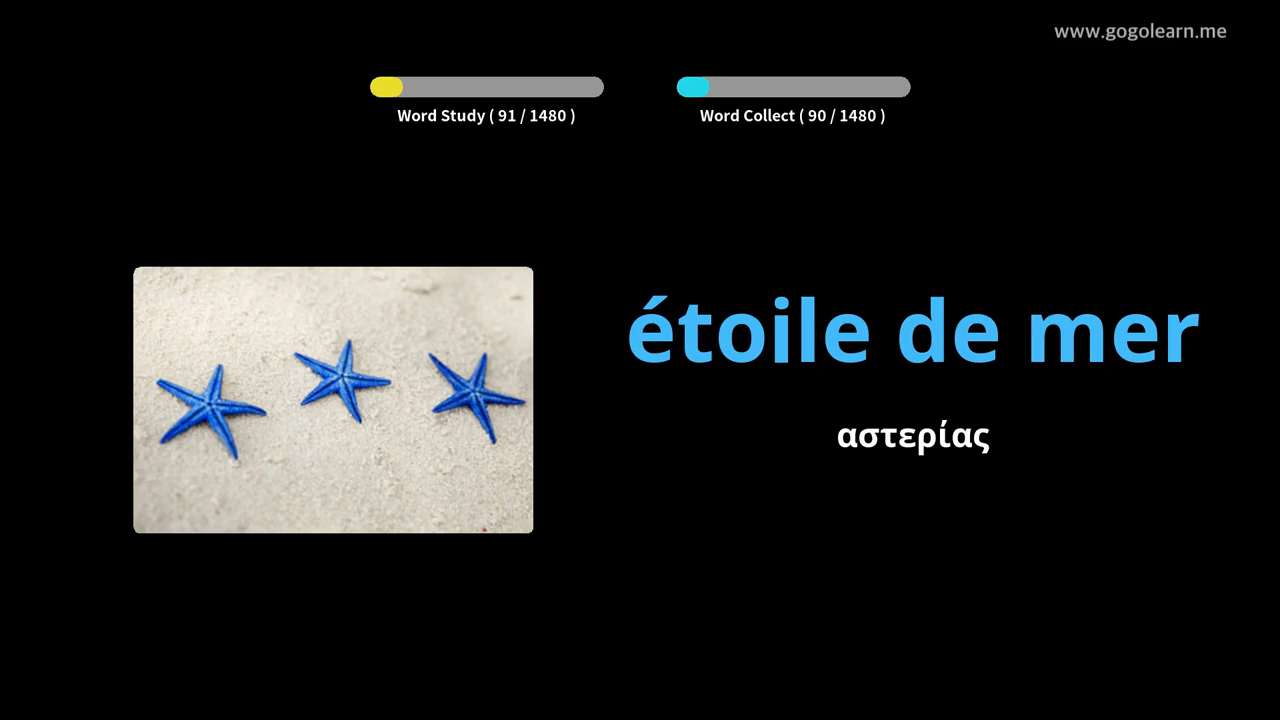 www.gogolearn.me
Word Study ( 91 / 1480 )
Word Collect ( 90 / 1480 )
étoile de mer
αστερίας